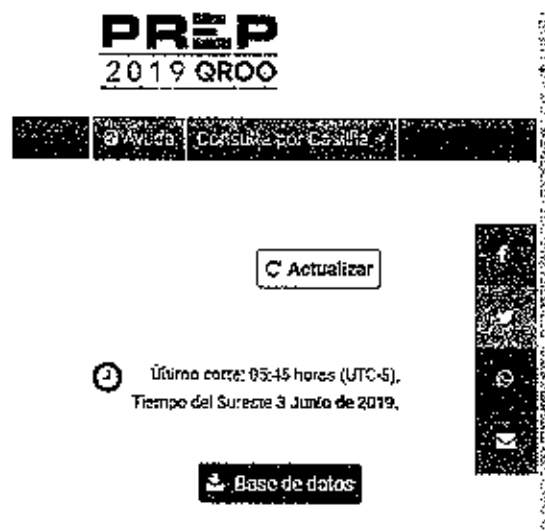 PREP
2019 QROO
Ayuda
Consulta por Casilla
Actualizar
Último corte: 05:45 horas (UTC-5),
Tiempo del Sureste 3 Junio de 2019.
Base de datos